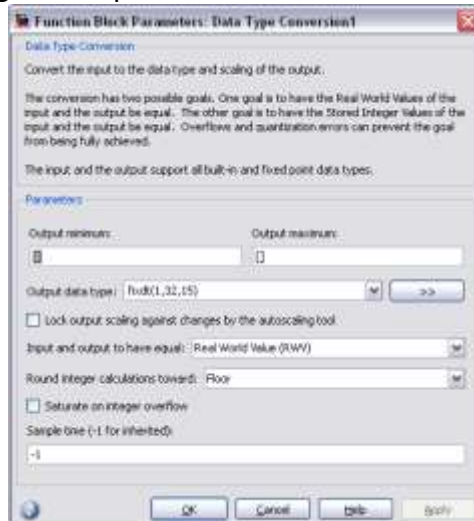 Function Block Parameters: Data Type Conversion1
Data Type Conversion
Convert the input to the data type and scaling of the output.
The conversion has two possible goals. One goal is to have the Real World Values of the
input and the output be equal. The other goal is to have the Stored Integer Values of the
input and the output be equal. Overflows and quantization errors can prevent the goal
from being fully achieved.
The input and the output support all built-in and fixed point data types.
Parameters
Output minimum: Output maximum:
[] []
Output data type: fixdt(1,32,15) >>
Lock output scaling against changes by the autoscaling tool
Input and output to have equal: Real World Value (RWV)
Round integer calculations toward: Floor
Saturate on integer overflow
Sample time (-1 for inherited):
-1
OK Cancel Help Apply